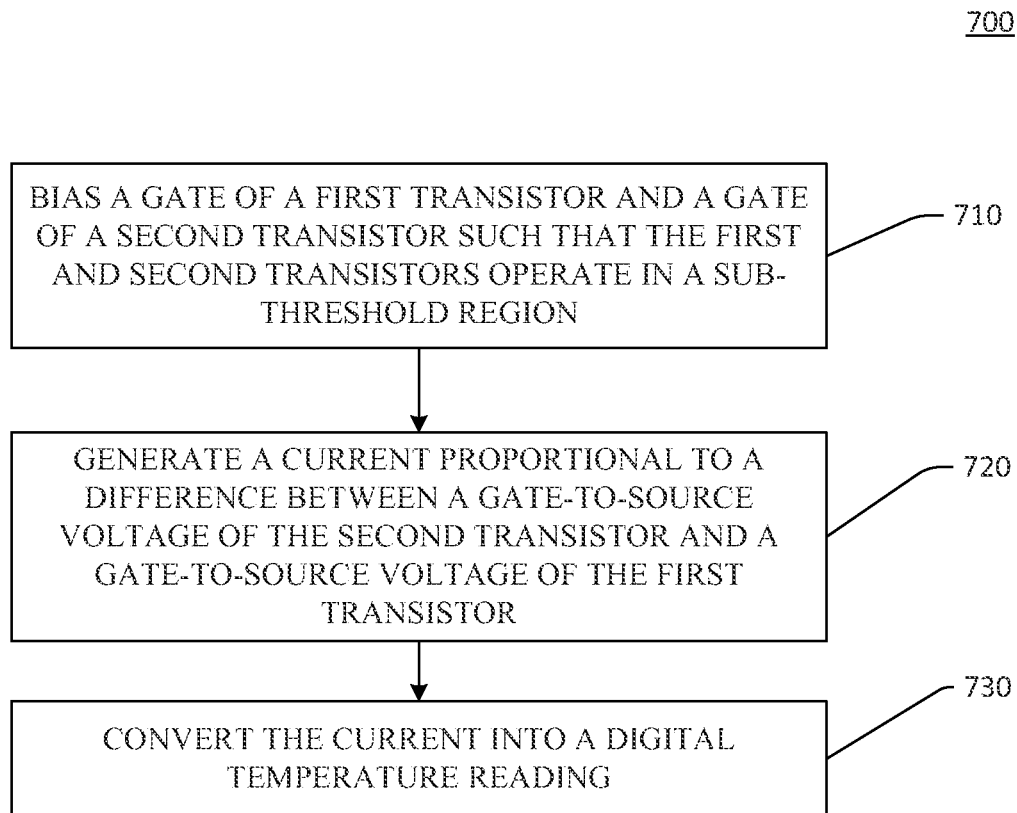 700
BIAS A GATE OF A FIRST TRANSISTOR AND A GATE
OF A SECOND TRANSISTOR SUCH THAT THE FIRST
AND SECOND TRANSISTORS OPERATE IN A SUB-
THRESHOLD REGION
710
GENERATE A CURRENT PROPORTIONAL TO A
DIFFERENCE BETWEEN A GATE-TO-SOURCE
VOLTAGE OF THE SECOND TRANSISTOR AND A
GATE-TO-SOURCE VOLTAGE OF THE FIRST
TRANSISTOR
720
CONVERT THE CURRENT INTO A DIGITAL
TEMPERATURE READING
730